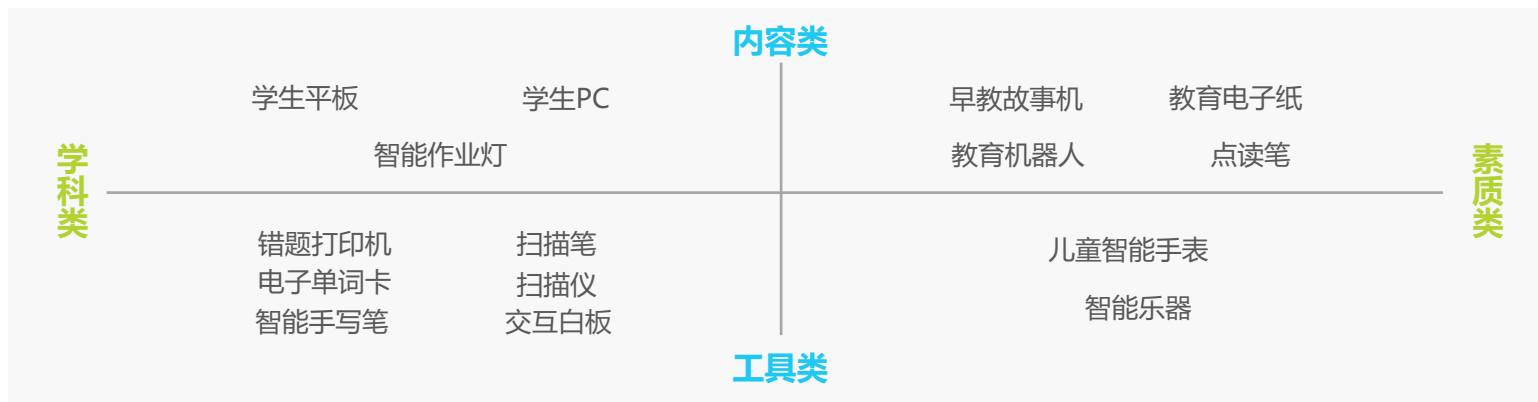 内容类
学生平板 学生PC 早教故事机 教育电子纸
智能作业灯 教育机器人 点读笔
学科类 素质类
错题打印机 扫描笔 儿童智能手表
电子单词卡 扫描仪
智能手写笔 交互白板 智能乐器
工具类